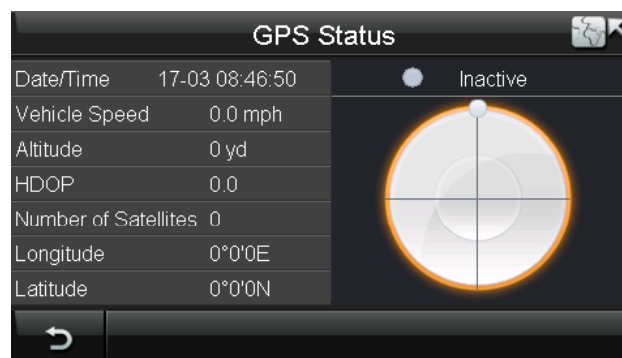 GPS Status
Date/Time 17-03 08:46:50
Inactive
Vehicle Speed 0.0 mph
Altitude 0 yd
HDOP 0.0
Number of Satellites 0
Longitude 0°0'0E
Latitude 0°0'0N